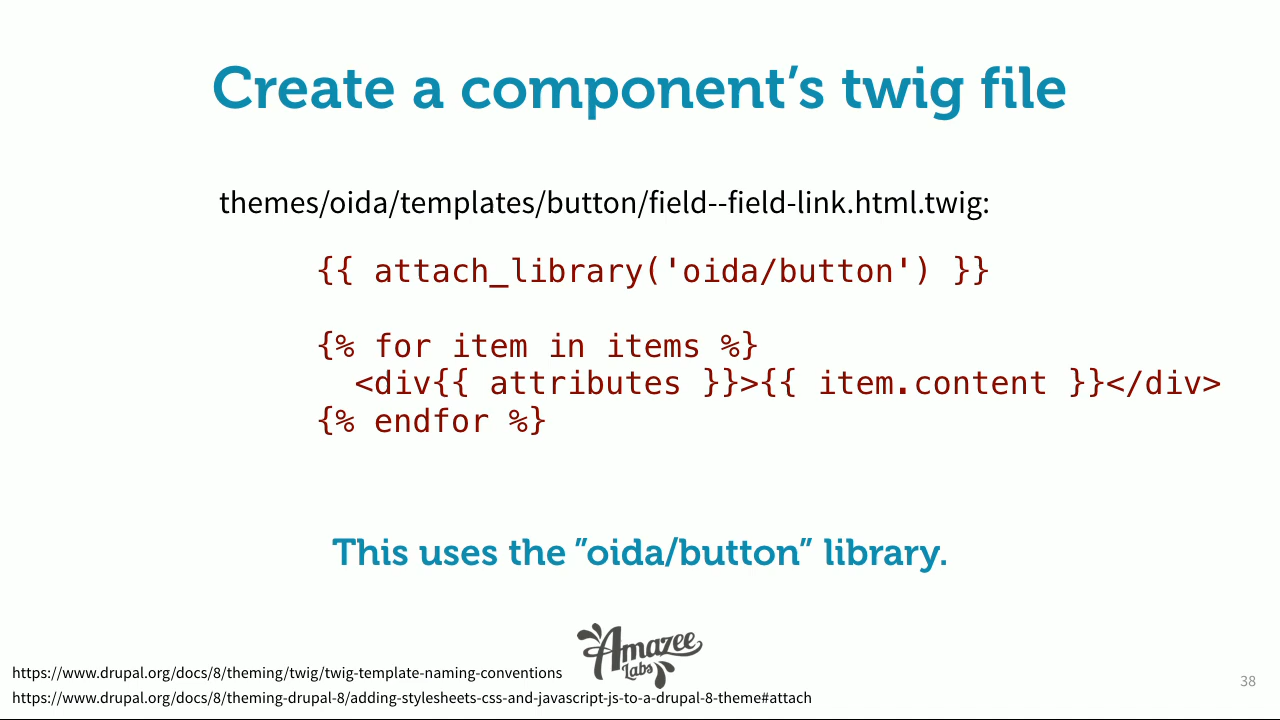 Create a component’s twig file
themes/oida/templates/button/field--field-link.html.twig:
{{ attach_library('oida/button') }}
{% for item in items %}
  <div{{ attributes }}>{{ item.content }}</div>
{% endfor %}
This uses the ”oida/button” library.
Amazee
Labs
https://www.drupal.org/docs/8/theming/twig/twig-template-naming-conventions
https://www.drupal.org/docs/8/theming-drupal-8/adding-stylesheets-css-and-javascript-js-to-a-drupal-8-theme#attach
38